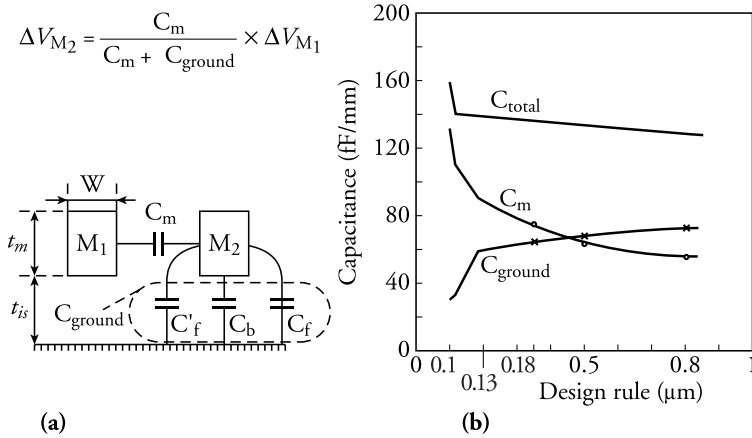 ΔV_M2 = C_m / (C_m + C_ground) × ΔV_M1
W
C_m
t_m
M_1
M_2
t_is
C_ground
C'_f
C_b
C_f
(a)
200
160
120
80
40
0
Capacitance (fF/mm)
C_total
C_m
C_ground
0.1
0.13
0.18
0.5
0.8
1
Design rule (μm)
(b)